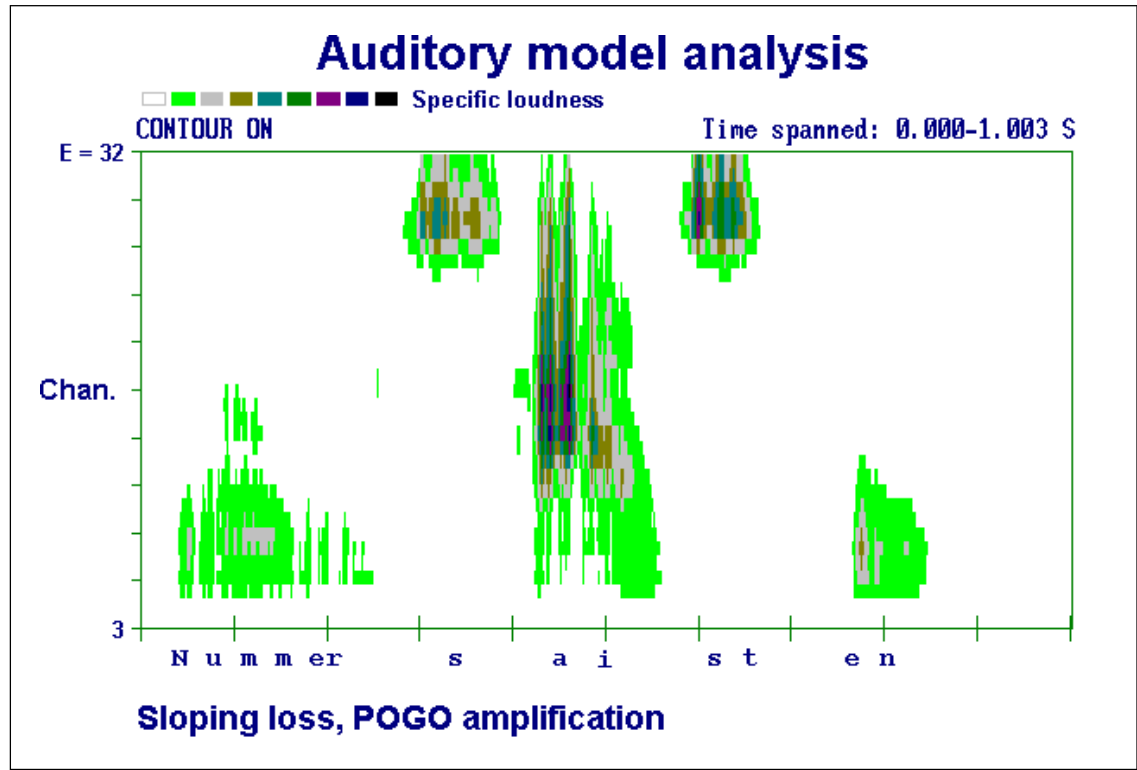 Auditory model analysis
Specific loudness
CONTOUR ON Time spanned: 0.000-1.003 S
E = 32
Chan.
3
N u m m er s a i s t e n
Sloping loss, POGO amplification